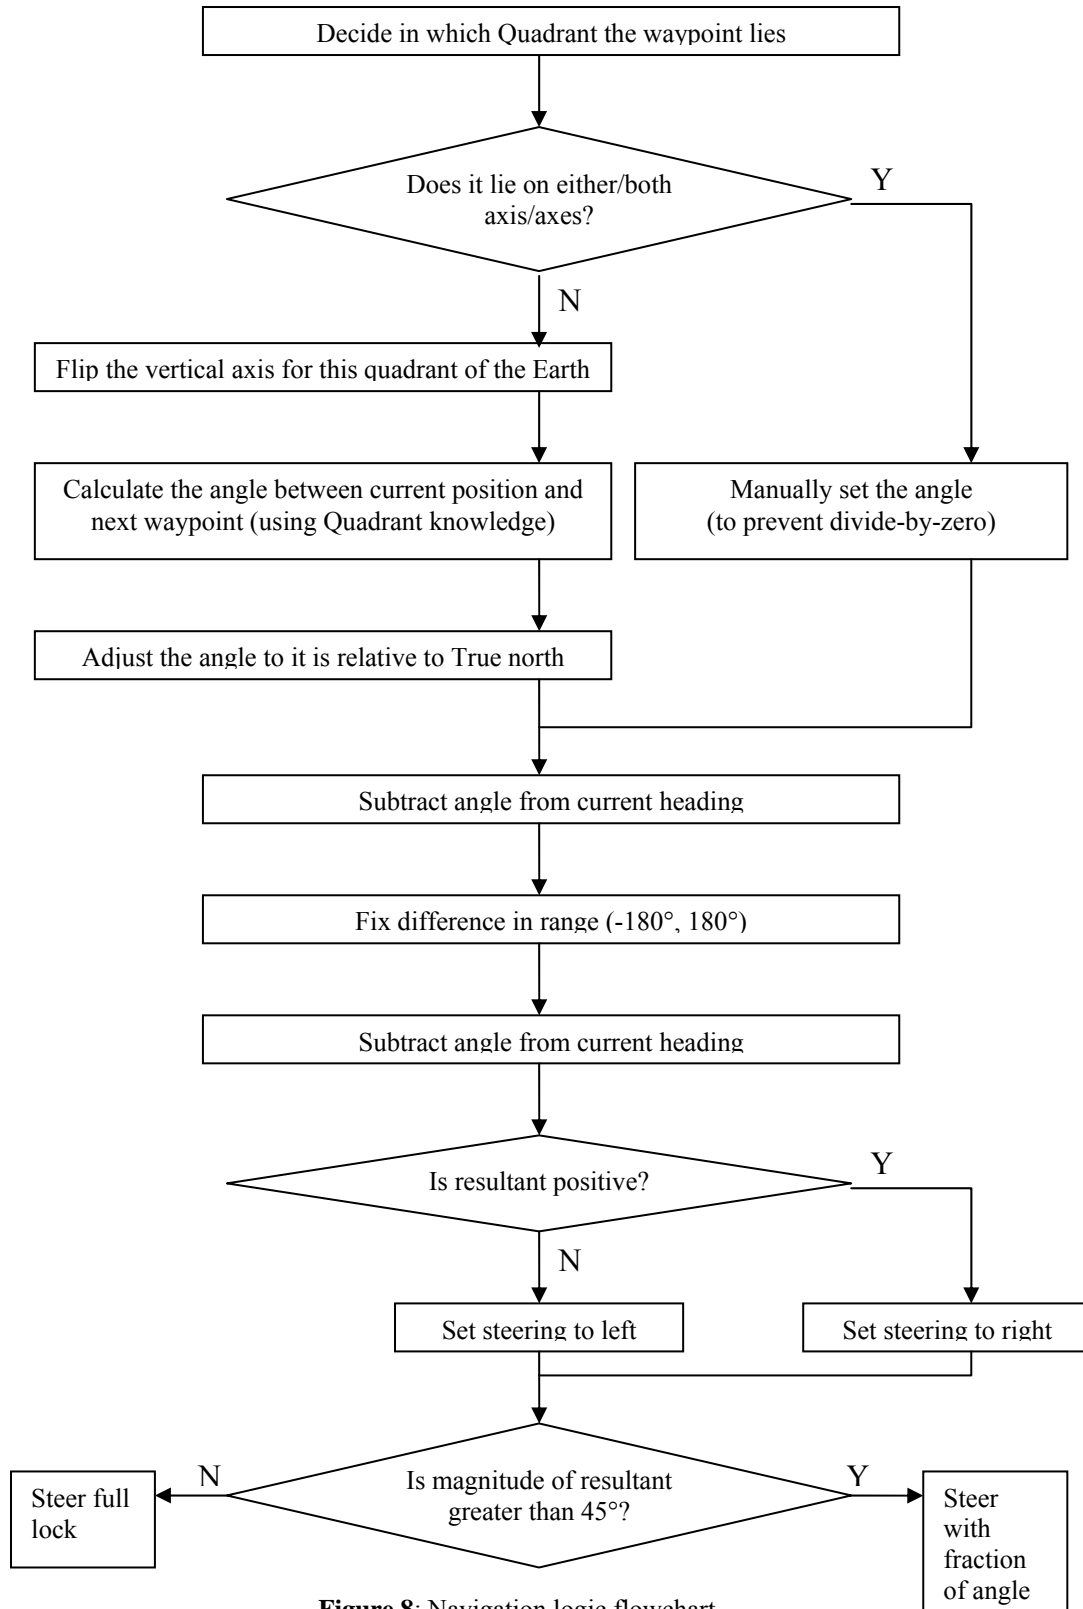 Decide in which Quadrant the waypoint lies
Does it lie on either/both
axis/axes?
Y
N
Flip the vertical axis for this quadrant of the Earth
Calculate the angle between current position and
next waypoint (using Quadrant knowledge)
Manually set the angle
(to prevent divide-by-zero)
Adjust the angle to it is relative to True north
Subtract angle from current heading
Fix difference in range (-180°, 180°)
Subtract angle from current heading
Is resultant positive?
Y
N
Set steering to left
Set steering to right
Is magnitude of resultant
greater than 45°?
N
Y
Steer full
lock
Steer
with
fraction
of angle
Figure 8: Navigation logic flowchart